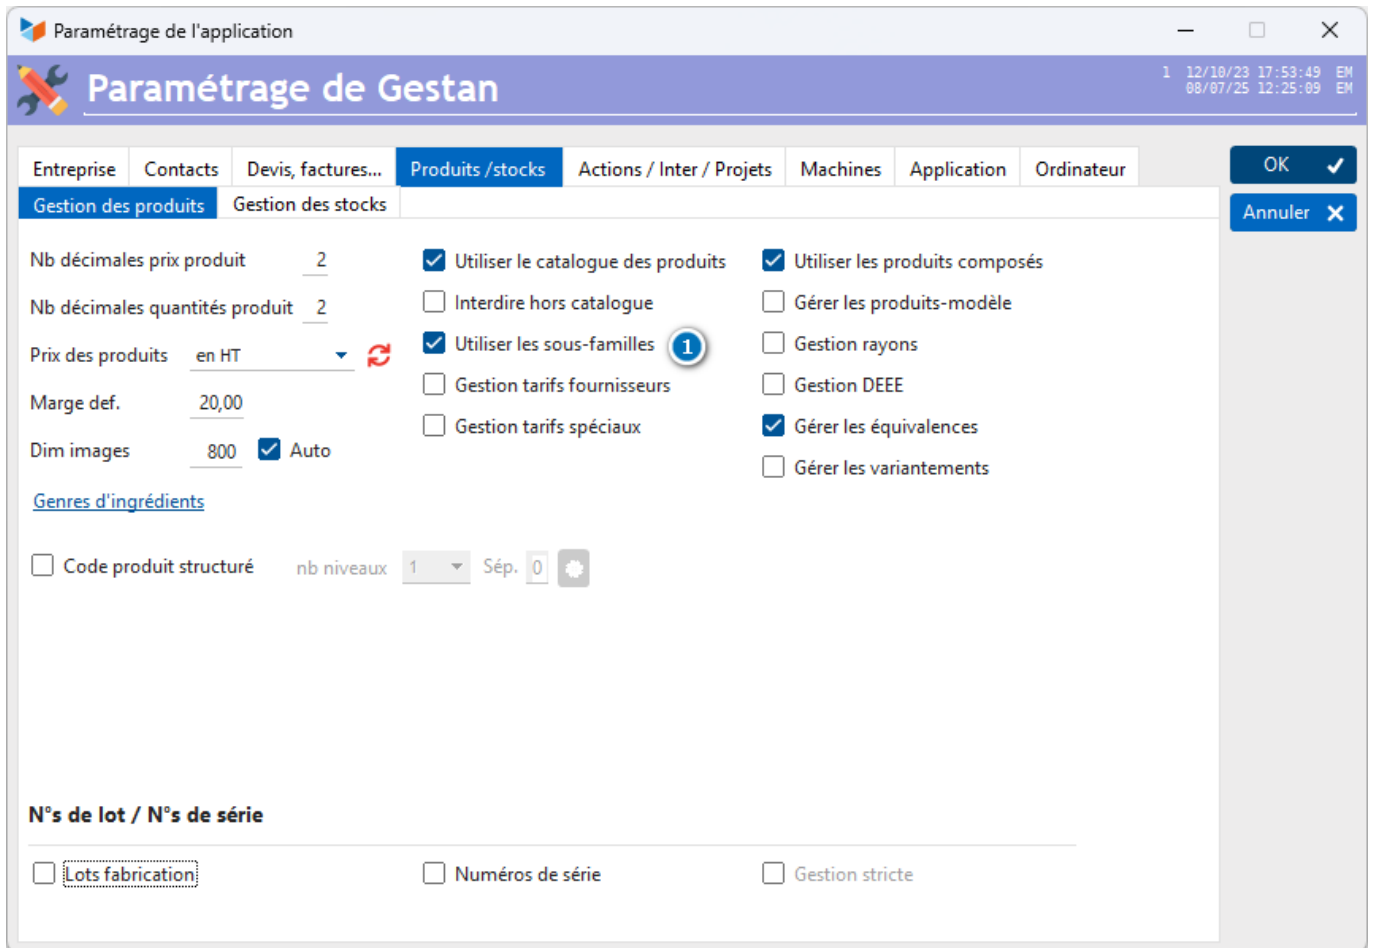 Paramétrage de l'application
Paramétrage de Gestan
1 12/10/23 17:53:49 EM
08/07/25 12:25:09 EM
Entreprise Contacts Devis, factures... Produits /stocks Actions / Inter / Projets Machines Application Ordinateur
OK
Gestion des produits Gestion des stocks
Annuler
Nb décimales prix produit 2 Utiliser le catalogue des produits Utiliser les produits composés
Nb décimales quantités produit 2 Interdire hors catalogue Gérer les produits-modèle
Prix des produits en HT Utiliser les sous-familles 1 Gestion rayons
Marge def. 20,00 Gestion tarifs fournisseurs Gestion DEEE
Dim images 800 Auto Gestion tarifs spéciaux Gérer les équivalences
Gérer les variantements
Genres d'ingrédients
Code produit structuré nb niveaux 1 Sép. 0
N°s de lot / N°s de série
Lots fabrication Numéros de série Gestion stricte